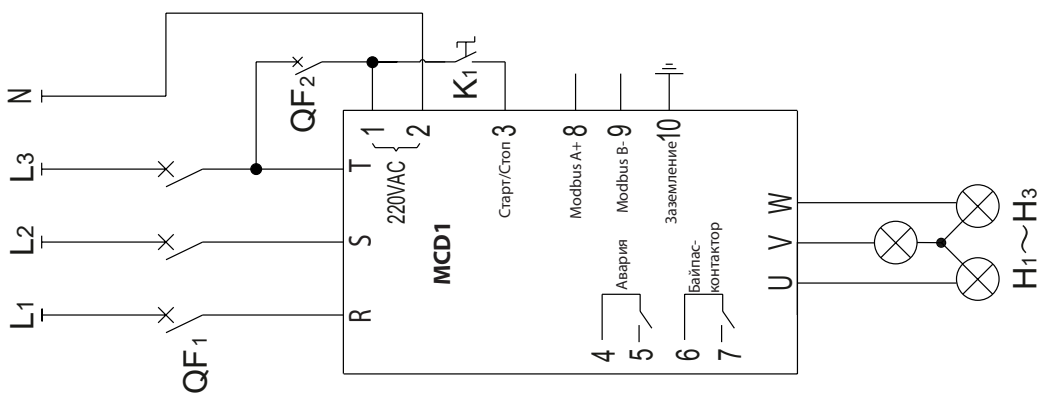 N
L3
L2
L1
QF1
QF2
K1
R
S
T
1
2
220VAC
MCD1
3
Старт/Стоп
8
Modbus A+
9
Modbus B-
10
Заземление
4
5
Авария
6
7
Байпас-
контактор
U
V
W
H1~H3